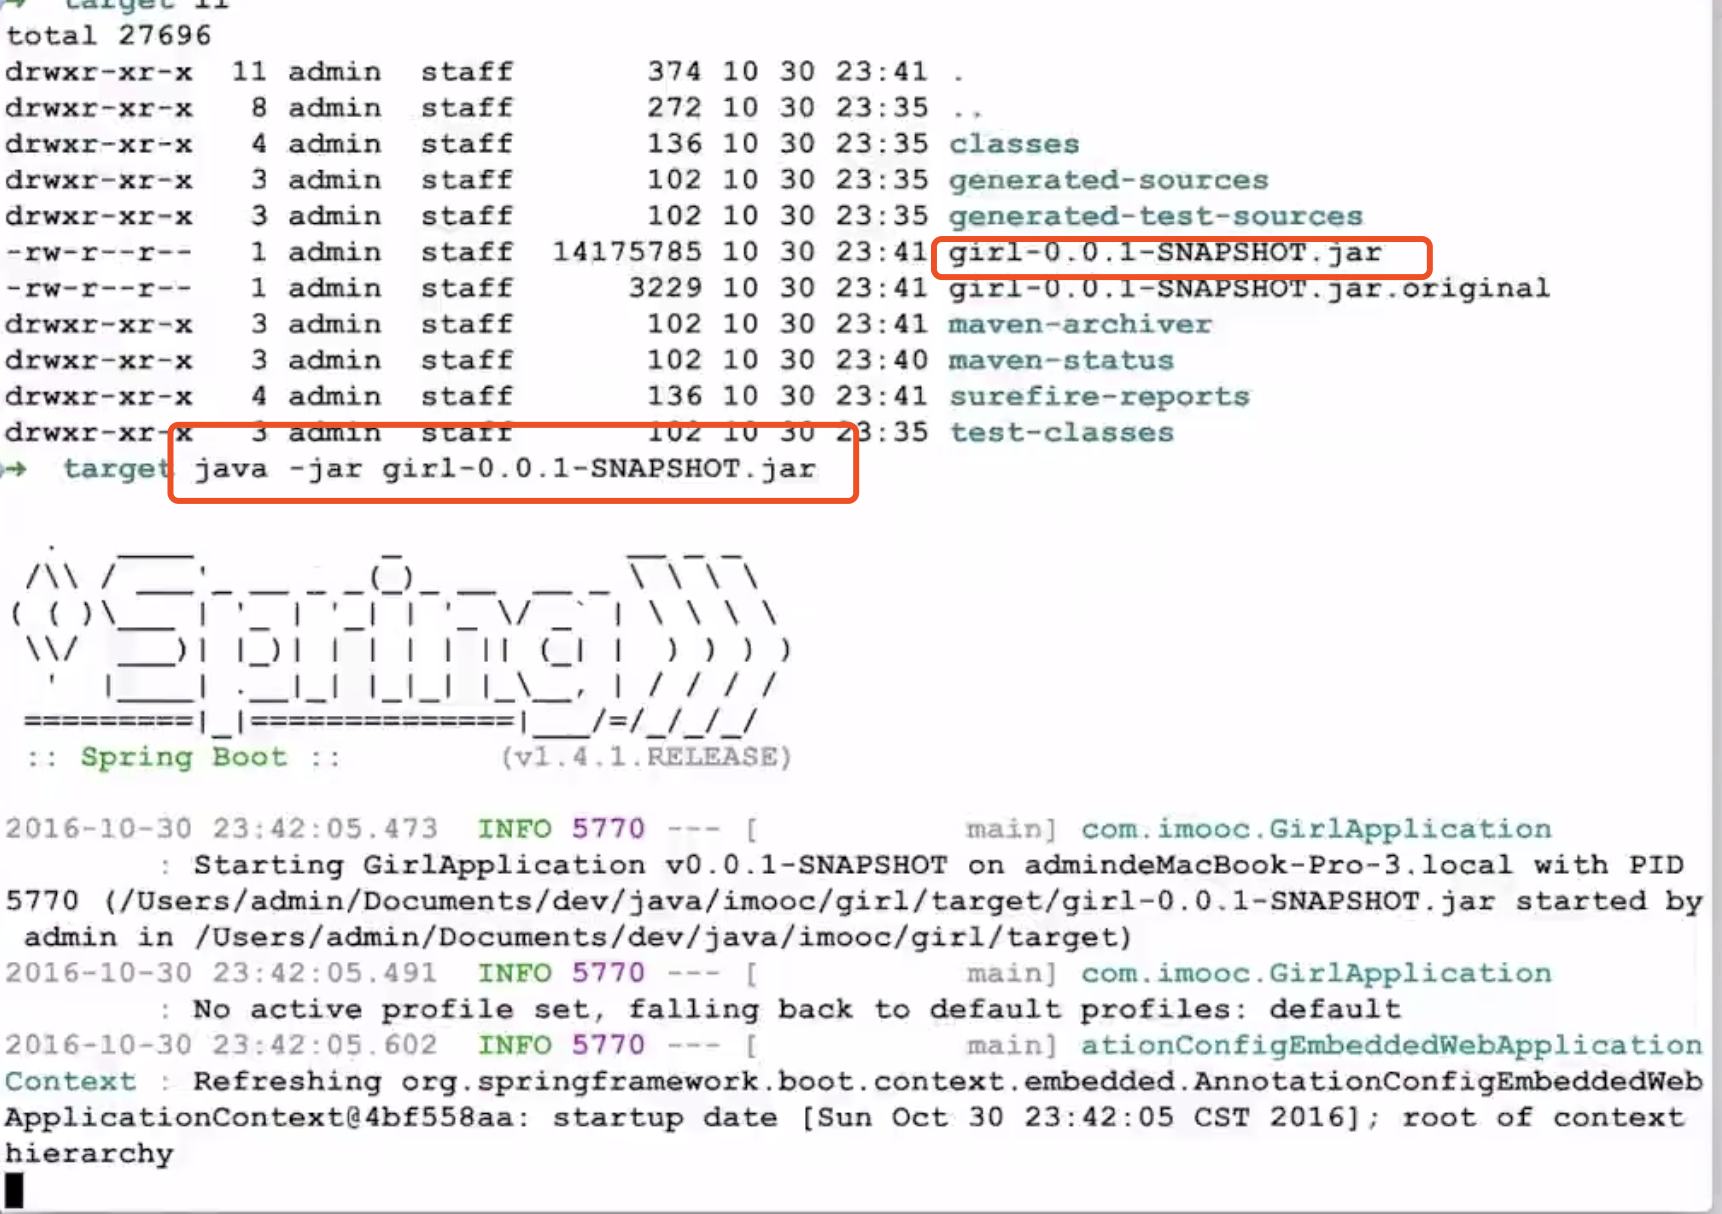 →  target ll
total 27696
drwxr-xr-x  11 admin  staff       374 10 30 23:41 .
drwxr-xr-x   8 admin  staff       272 10 30 23:35 ..
drwxr-xr-x   4 admin  staff       136 10 30 23:35 classes
drwxr-xr-x   3 admin  staff       102 10 30 23:35 generated-sources
drwxr-xr-x   3 admin  staff       102 10 30 23:35 generated-test-sources
-rw-r--r--   1 admin  staff  14175785 10 30 23:41 girl-0.0.1-SNAPSHOT.jar
-rw-r--r--   1 admin  staff      3229 10 30 23:41 girl-0.0.1-SNAPSHOT.jar.original
drwxr-xr-x   3 admin  staff       102 10 30 23:41 maven-archiver
drwxr-xr-x   3 admin  staff       102 10 30 23:40 maven-status
drwxr-xr-x   4 admin  staff       136 10 30 23:41 surefire-reports
drwxr-xr-x   3 admin  staff       102 10 30 23:35 test-classes
→  target java -jar girl-0.0.1-SNAPSHOT.jar
Spring
:: Spring Boot ::        (v1.4.1.RELEASE)
2016-10-30 23:42:05.473  INFO 5770 --- [           main] com.imooc.GirlApplication
: Starting GirlApplication v0.0.1-SNAPSHOT on admindeMacBook-Pro-3.local with PID
5770 (/Users/admin/Documents/dev/java/imooc/girl/target/girl-0.0.1-SNAPSHOT.jar started by
admin in /Users/admin/Documents/dev/java/imooc/girl/target)
2016-10-30 23:42:05.491  INFO 5770 --- [           main] com.imooc.GirlApplication
: No active profile set, falling back to default profiles: default
2016-10-30 23:42:05.602  INFO 5770 --- [           main] ationConfigEmbeddedWebApplication
Context : Refreshing org.springframework.boot.context.embedded.AnnotationConfigEmbeddedWeb
ApplicationContext@4bf558aa: startup date [Sun Oct 30 23:42:05 CST 2016]; root of context
hierarchy